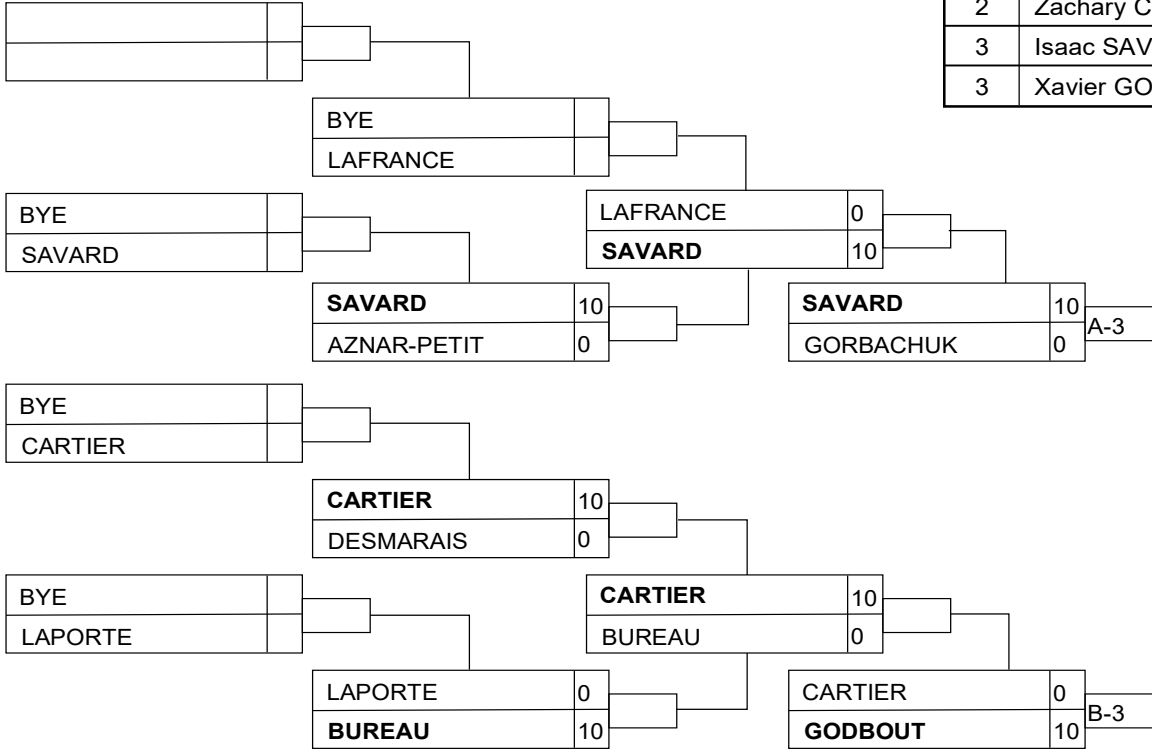 2 Zachary C
3 Isaac SAV
3 Xavier GO
BYE
LAFRANCE
BYE
SAVARD
LAFRANCE 0
SAVARD 10
SAVARD 10
AZNAR-PETIT 0
SAVARD 10
GORBACHUK 0
A-3
BYE
CARTIER
CARTIER 10
DESMARAIS 0
BYE
LAPORTE
CARTIER 10
BUREAU 0
LAPORTE 0
BUREAU 10
CARTIER 0
GODBOUT 10
B-3